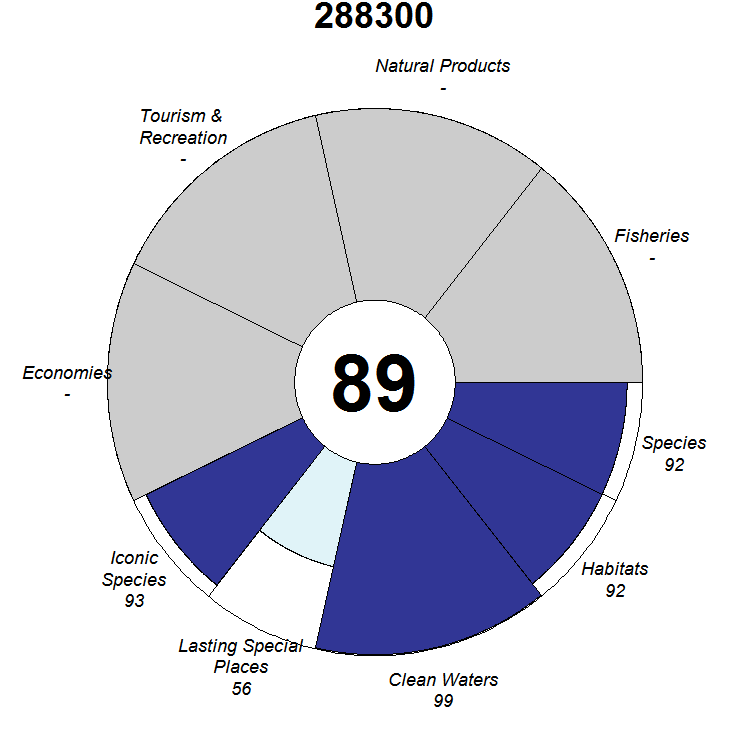 288300
Natural Products
-
Tourism &
Recreation
-
Fisheries
-
Economies
-
89
Species
92
Habitats
92
Clean Waters
99
Lasting Special
Places
56
Iconic
Species
93